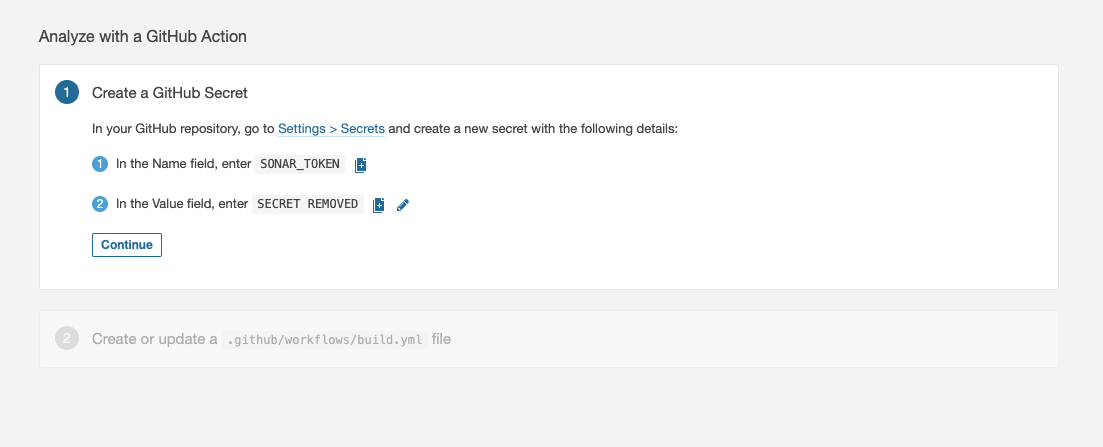 Analyze with a GitHub Action
1 Create a GitHub Secret
In your GitHub repository, go to Settings > Secrets and create a new secret with the following details:
1 In the Name field, enter SONAR_TOKEN
2 In the Value field, enter SECRET REMOVED
Continue
2 Create or update a .github/workflows/build.yml file